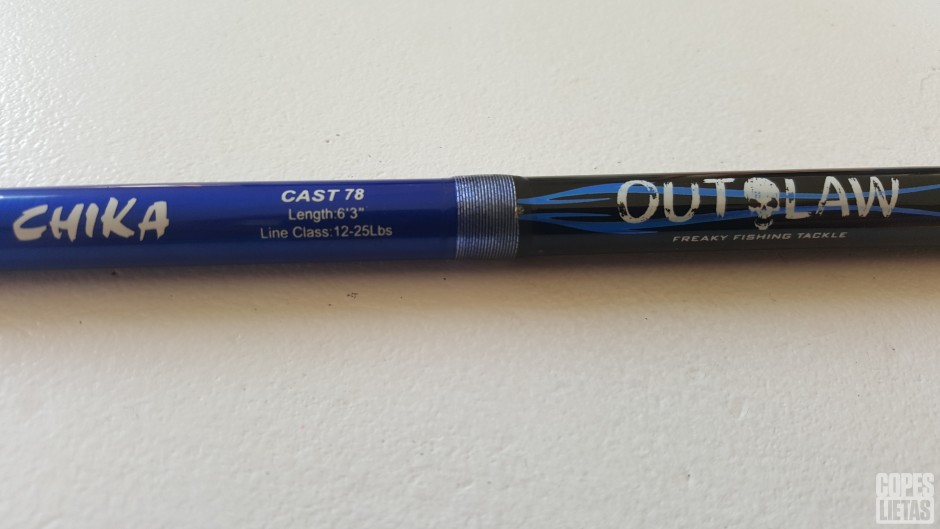 CHIKA
CAST 78
Length:6'3"
Line Class:12-25Lbs
OUTLAW
FREAKY FISHING TACKLE
COPES
LIETAS